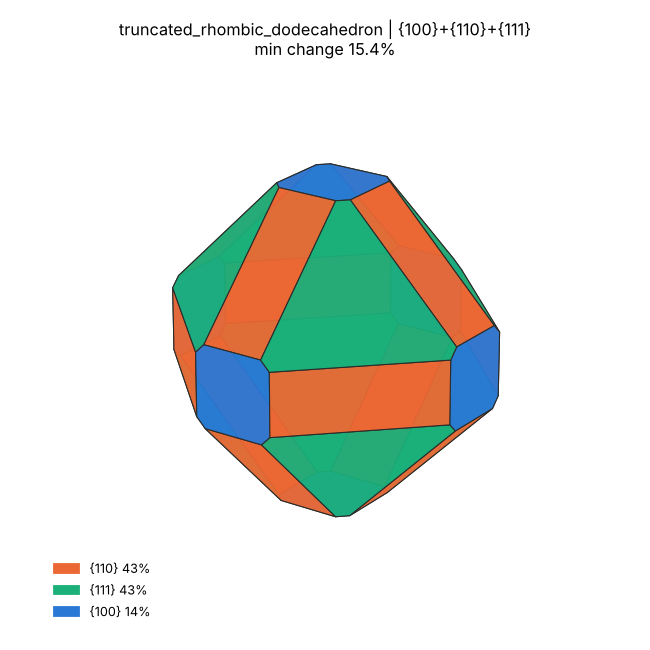 truncated_rhombic_dodecahedron | {100}+{110}+{111}
min change 15.4%
{110} 43%
{111} 43%
{100} 14%